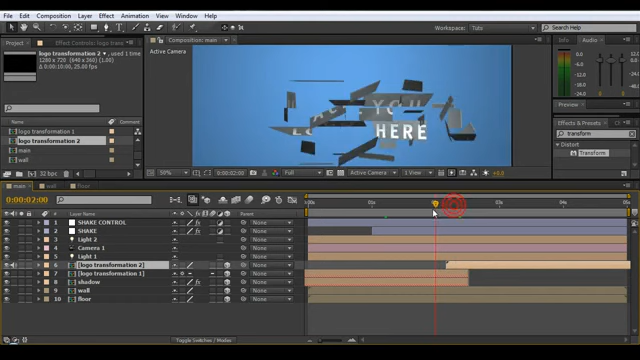 File Edit Composition Layer Effect Animation View Window Help
Workspace: Tuto
Search Help
Project
Effect Controls: logo trans
Composition: main
Info
Audio
logo transformation 2 , used 1 time
1280 x 720 (640 x 360) (1.00)
Δ 0:00:10:00, 25.00 fps
Active Camera
YOU
HERE
Preview
Effects & Presets
transform
Distort
Transform
Name
Comment
logo transformation 1
logo transformation 2
main
wall
32 bpc
50%
0:00:02:00
Full
Active Camera
1 View
+0.0
main
wall
floor
0:00:02:00
# Layer Name
Parent
01s
03s
04s
1 SHAKE CONTROL None
2 SHAKE None
3 Light 2 None
4 Camera 1 None
5 Light 1 None
6 [logo transformation 2] None
7 [logo transformation 1] None
8 shadow None
9 wall None
10 floor None
Toggle Switches / Modes